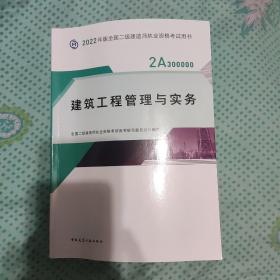 2022年版全国二级建造师执业资格考试用书
2A300000
建筑工程管理与实务
全国二级建造师执业资格考试用书编写委员会 编写
中国建筑工业出版社